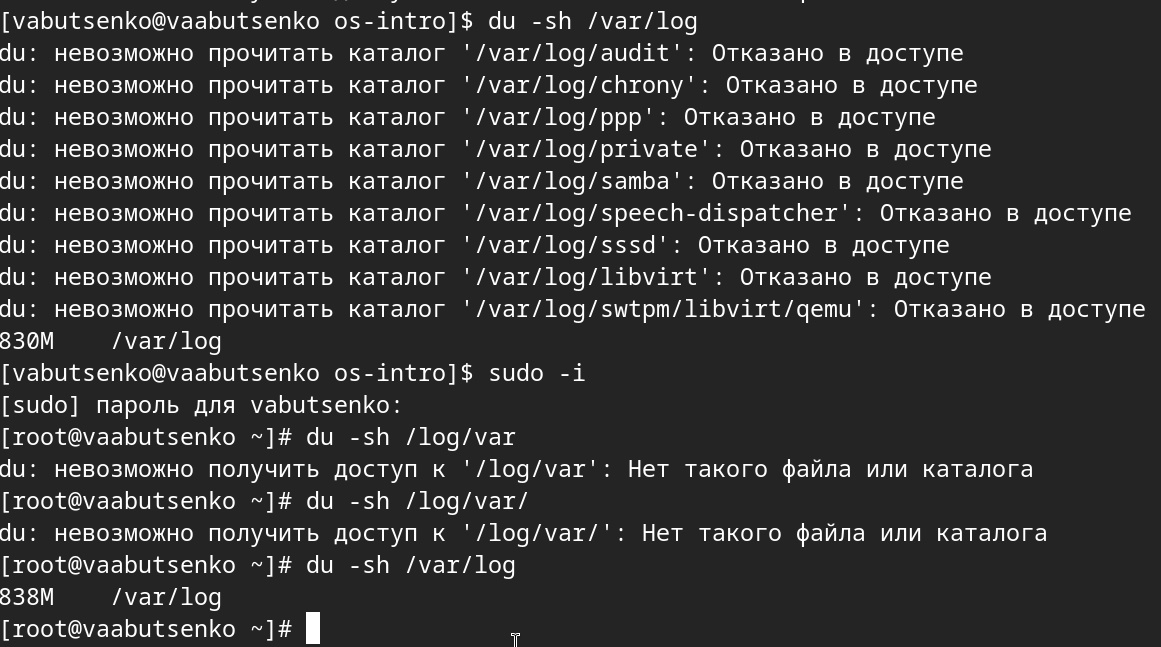 [vabutsenko@vaabutsenko os-intro]$ du -sh /var/log
du: невозможно прочитать каталог '/var/log/audit': Отказано в доступе
du: невозможно прочитать каталог '/var/log/chrony': Отказано в доступе
du: невозможно прочитать каталог '/var/log/ppp': Отказано в доступе
du: невозможно прочитать каталог '/var/log/private': Отказано в доступе
du: невозможно прочитать каталог '/var/log/samba': Отказано в доступе
du: невозможно прочитать каталог '/var/log/speech-dispatcher': Отказано в доступе
du: невозможно прочитать каталог '/var/log/sssd': Отказано в доступе
du: невозможно прочитать каталог '/var/log/libvirt': Отказано в доступе
du: невозможно прочитать каталог '/var/log/swtpm/libvirt/qemu': Отказано в доступе
830M    /var/log
[vabutsenko@vaabutsenko os-intro]$ sudo -i
[sudo] пароль для vabutsenko:
[root@vaabutsenko ~]# du -sh /log/var
du: невозможно получить доступ к '/log/var': Нет такого файла или каталога
[root@vaabutsenko ~]# du -sh /log/var/
du: невозможно получить доступ к '/log/var/': Нет такого файла или каталога
[root@vaabutsenko ~]# du -sh /var/log
838M    /var/log
[root@vaabutsenko ~]#